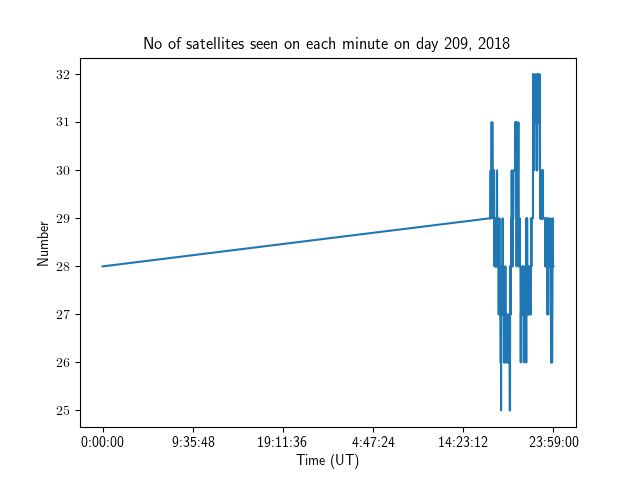 No of satellites seen on each minute on day 209, 2018
32
31
30
29
28
27
26
25
Number
0:00:00 9:35:48 19:11:36 4:47:24 14:23:12 23:59:00
Time (UT)